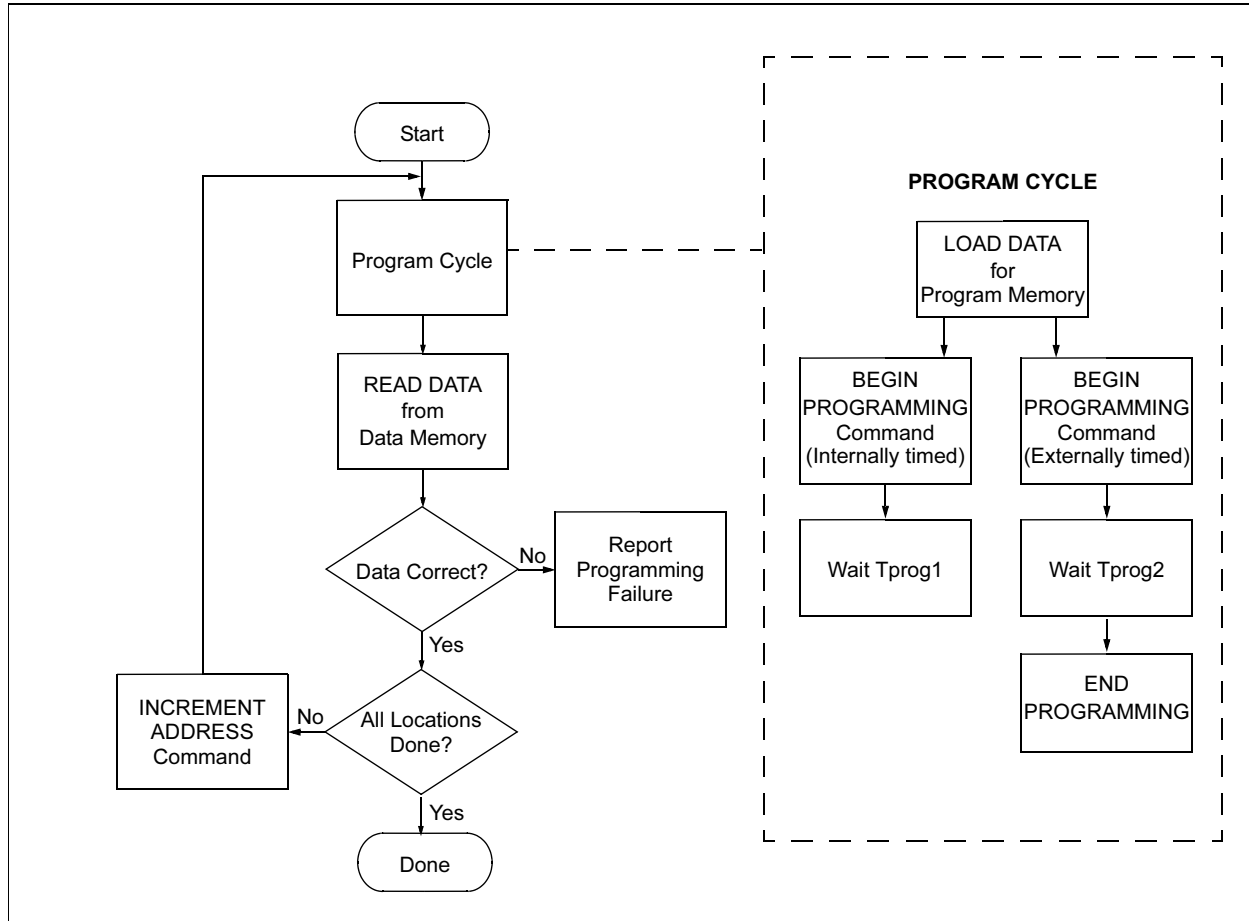 Start
Program Cycle
READ DATA
from
Data Memory
Data Correct?
No
Report
Programming
Failure
Yes
All Locations
Done?
No
INCREMENT
ADDRESS
Command
Yes
Done
PROGRAM CYCLE
LOAD DATA
for
Program Memory
BEGIN
PROGRAMMING
Command
(Internally timed)
Wait Tprog1
BEGIN
PROGRAMMING
Command
(Externally timed)
Wait Tprog2
END
PROGRAMMING